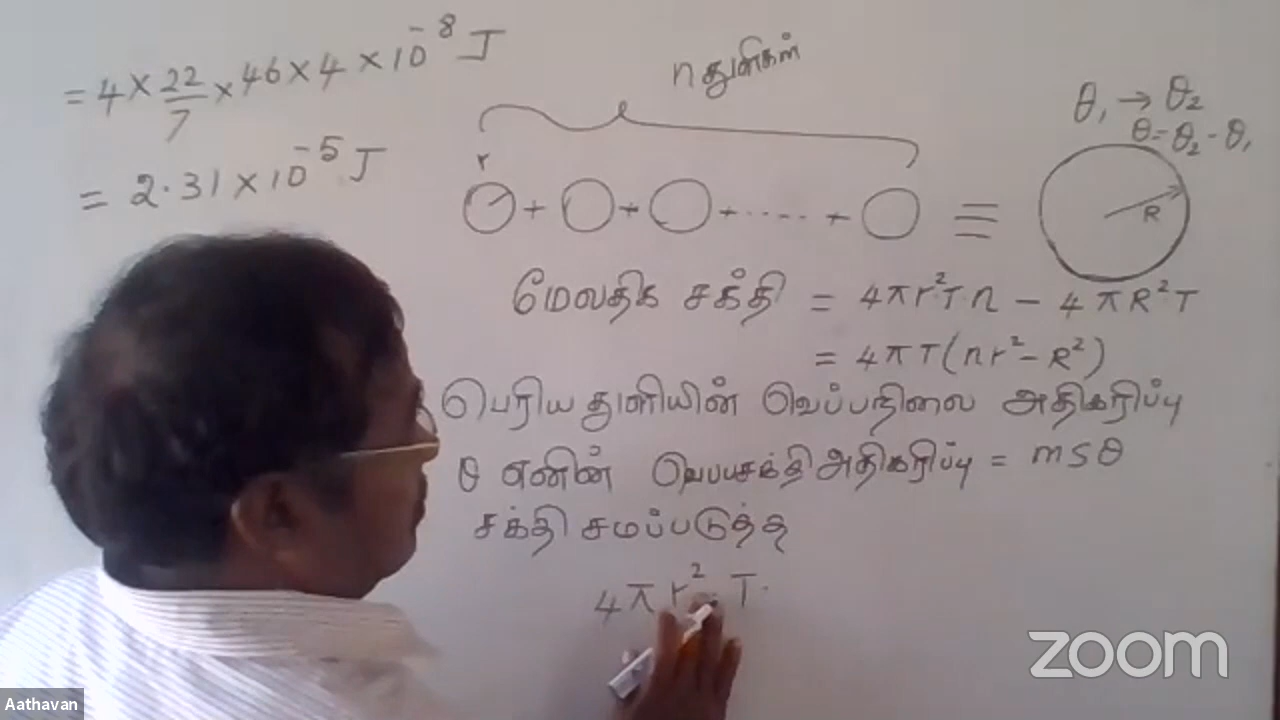 = 4 × 22/7 × 46 × 4 × 10⁻⁸ J
= 2.31 × 10⁻⁵ J
n துளிகள்
θ₁ → θ₂
θ = θ₂ - θ₁
r
+ + + ..... + ≡
R
மேலதிக சக்தி = 4πr²T.n – 4πR²T
= 4πT(nr² – R²)
பெரிய துளியின் வெப்பநிலை அதிகரிப்பு
θ எனின் வெப்பசக்தி அதிகரிப்பு = msθ
சக்தி சமப்படுத்த
4πr². T.
zoom
Aathavan